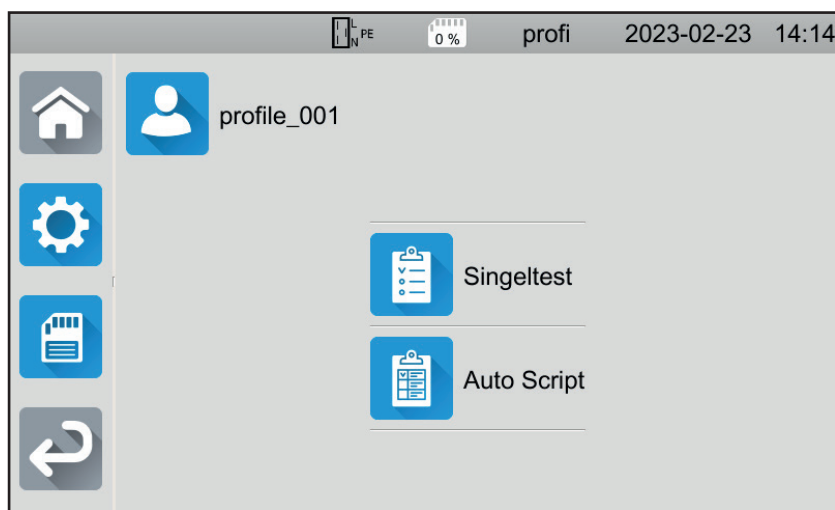 L N PE 0 % profi 2023-02-23 14:14
profile_001
Singeltest
Auto Script